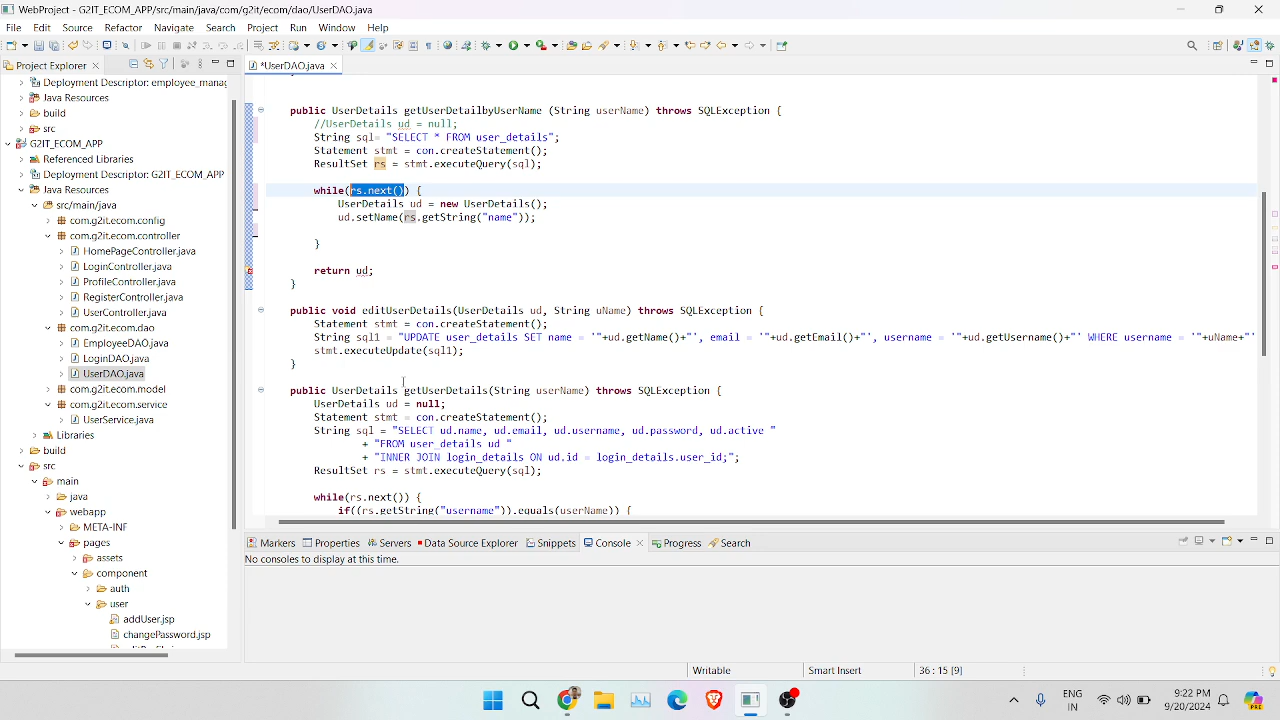 WebProject - G2IT_ECOM_APP/src/main/java/com/g2it/ecom/dao/UserDAO.java - Eclipse IDE
File Edit Source Refactor Navigate Search Project Run Window Help
Project Explorer
*UserDAO.java
Deployment Descriptor: employee_manag
Java Resources
build
src
G2IT_ECOM_APP
Referenced Libraries
Deployment Descriptor: G2IT_ECOM_APP
Java Resources
src/main/java
com.g2it.ecom.config
com.g2it.ecom.controller
HomePageController.java
LoginController.java
ProfileController.java
RegisterController.java
UserController.java
com.g2it.ecom.dao
EmployeeDAO.java
LoginDAO.java
UserDAO.java
com.g2it.ecom.model
com.g2it.ecom.service
UserService.java
Libraries
build
src
main
java
webapp
META-INF
pages
assets
component
auth
user
addUser.jsp
changePassword.jsp
public UserDetails getUserDetailbyUserName (String userName) throws SQLException {
//UserDetails ud = null;
String sql= "SELECT * FROM user_details";
Statement stmt = con.createStatement();
ResultSet rs = stmt.executeQuery(sql);
while(rs.next()) {
UserDetails ud = new UserDetails();
ud.setName(rs.getString("name"));
}
return ud;
}
public void editUserDetails(UserDetails ud, String uName) throws SQLException {
Statement stmt = con.createStatement();
String sql1 = "UPDATE user_details SET name = '"+ud.getName()+"', email = '"+ud.getEmail()+"', username = '"+ud.getUsername()+"' WHERE username = '"+uName+"'
stmt.executeUpdate(sql1);
}
public UserDetails getUserDetails(String userName) throws SQLException {
UserDetails ud = null;
Statement stmt = con.createStatement();
String sql = "SELECT ud.name, ud.email, ud.username, ud.password, ud.active "
+ "FROM user_details ud "
+ "INNER JOIN login_details ON ud.id = login_details.user_id;";
ResultSet rs = stmt.executeQuery(sql);
while(rs.next()) {
if((rs.getString("username")).equals(userName)) {
Markers Properties Servers Data Source Explorer Snippets Console Progress Search
No consoles to display at this time.
Writable Smart Insert 36 : 15 [9]
ENG
IN
9:22 PM
9/20/2024